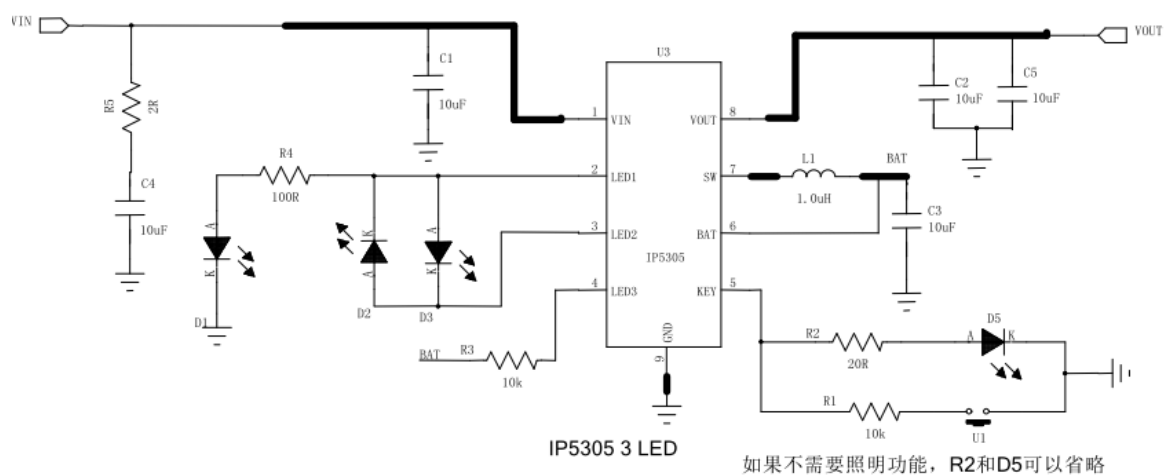 VIN
VOUT
U3
C1
10uF
C2
10uF
C5
10uF
R5
2R
1
VIN
VOUT
8
R4
100R
2
LED1
SW
7
L1
1.0uH
BAT
C4
10uF
A
K
D1
K
A
D2
A
K
D3
3
LED2
BAT
6
C3
10uF
IP5305
4
LED3
KEY
5
GND
9
BAT
R3
10k
R2
20R
A
D5
K
R1
10k
U1
IP5305 3 LED
如果不需要照明功能，R2和D5可以省略